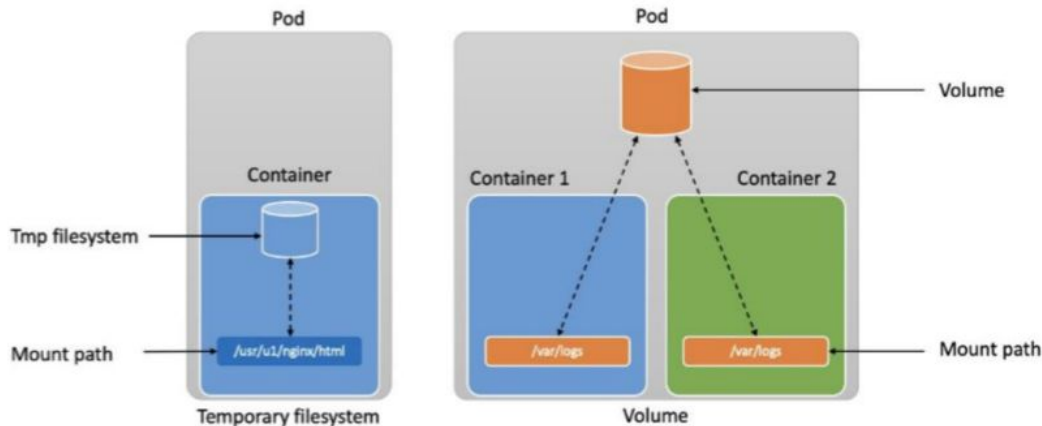 Pod
Pod
Volume
Container
Container 1
Container 2
Tmp filesystem
Mount path
/usr/u1/nginx/html
/var/logs
/var/logs
Mount path
Temporary filesystem
Volume